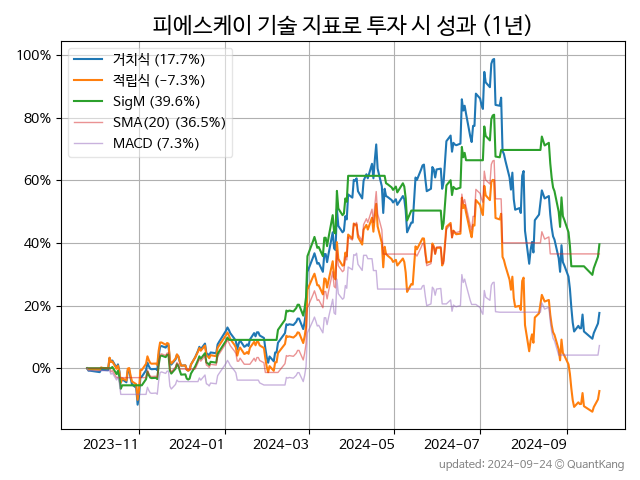 피에스케이 기술 지표로 투자 시 성과 (1년)
100%
80%
60%
40%
20%
0%
거치식 (17.7%)
적립식 (-7.3%)
SigM (39.6%)
SMA(20) (36.5%)
MACD (7.3%)
2023-11
2024-01
2024-03
2024-05
2024-07
2024-09
updated: 2024-09-24 © QuantKang